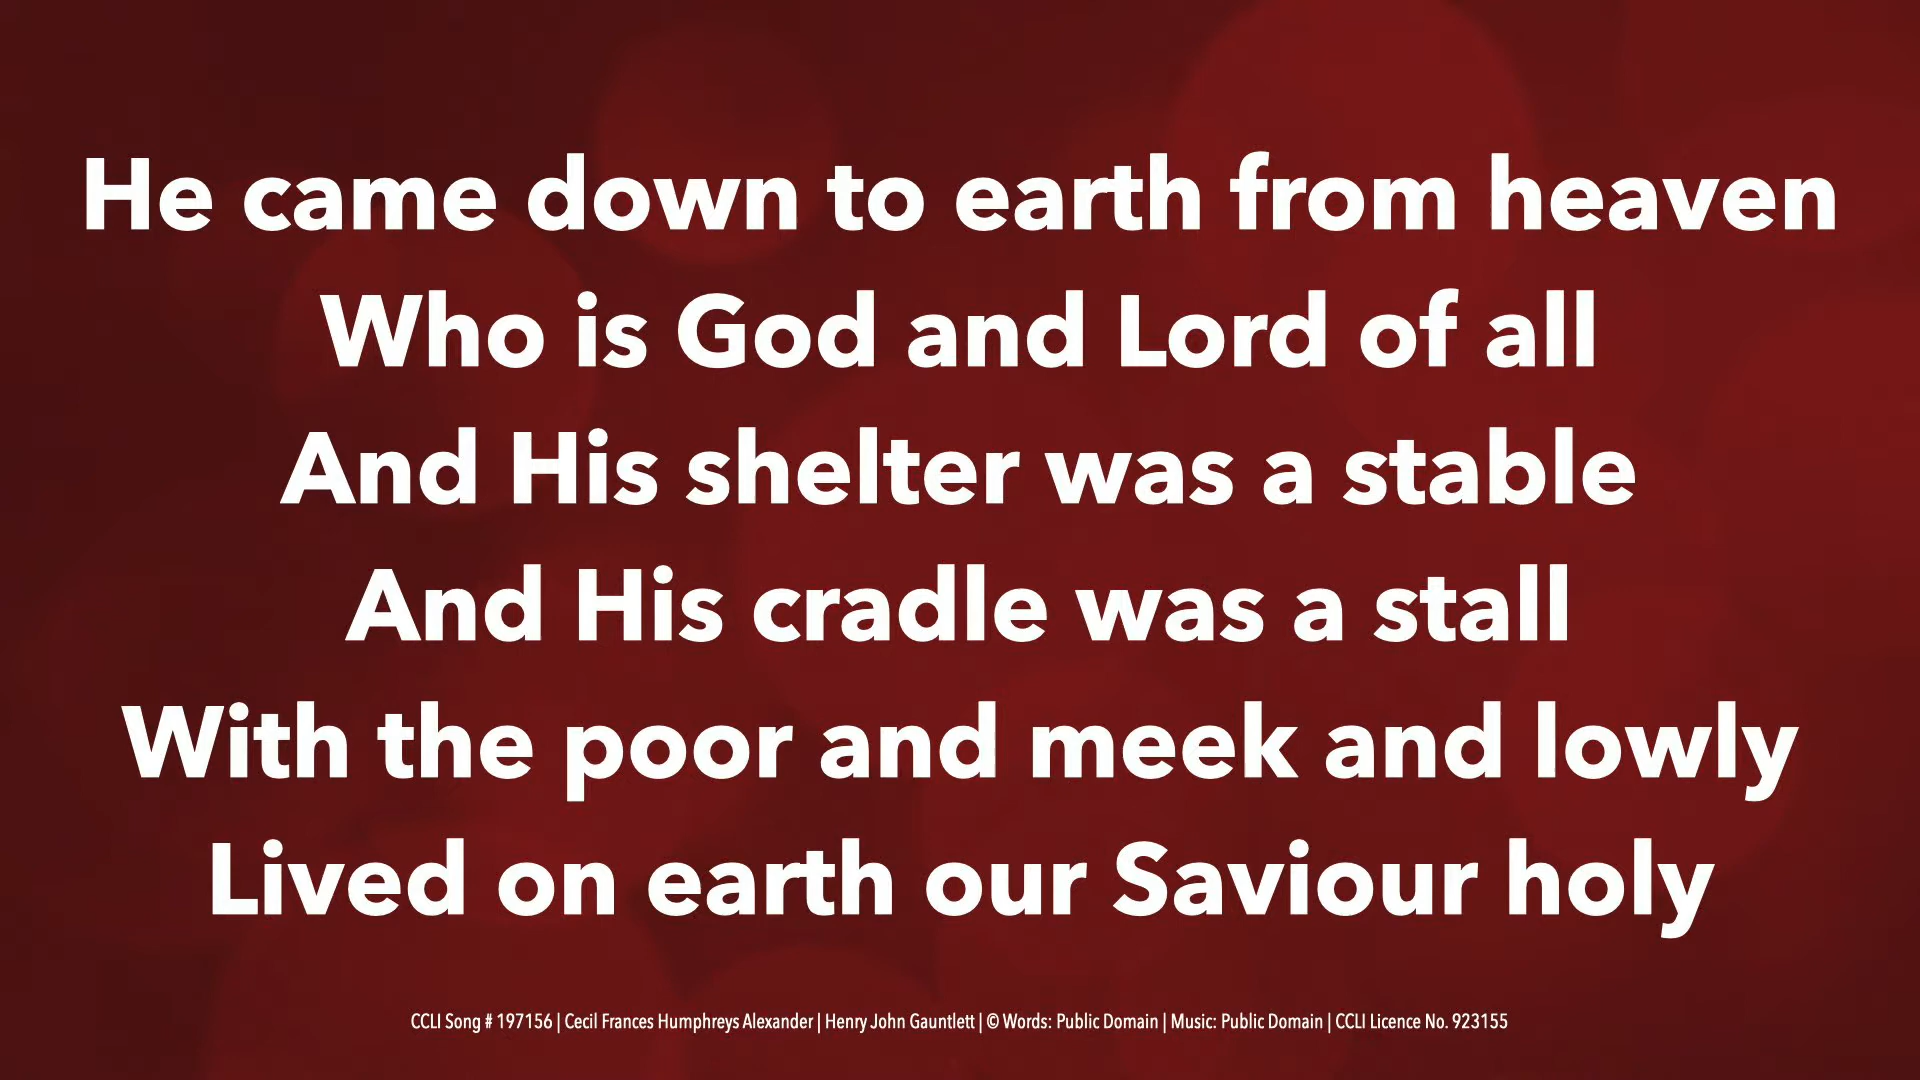 He came down to earth from heaven
Who is God and Lord of all
And His shelter was a stable
And His cradle was a stall
With the poor and meek and lowly
Lived on earth our Saviour holy
CCLI Song # 197156 | Cecil Frances Humphreys Alexander | Henry John Gauntlett | © Words: Public Domain | Music: Public Domain | CCLI Licence No. 923155